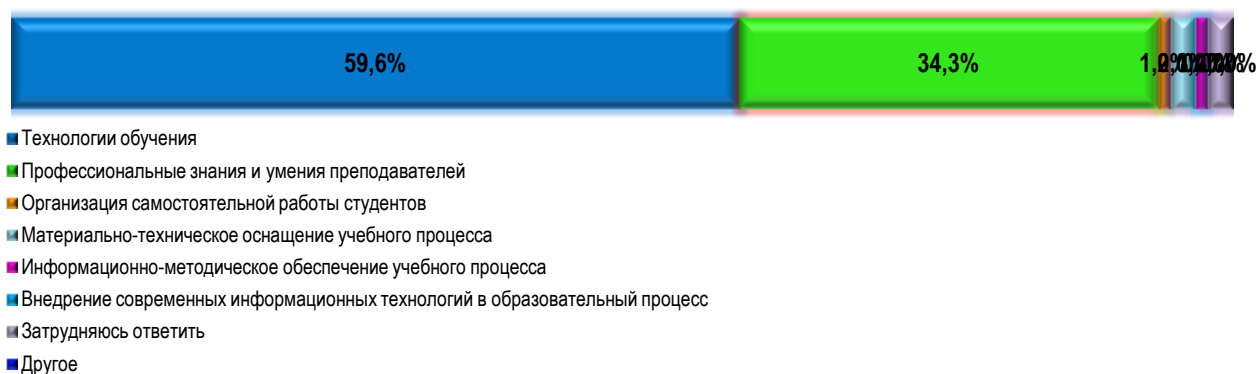 59,6% 34,3%
Технологии обучения
Профессиональные знания и умения преподавателей
Организация самостоятельной работы студентов
Материально-техническое оснащение учебного процесса
Информационно-методическое обеспечение учебного процесса
Внедрение современных информационных технологий в образовательный процесс
Затрудняюсь ответить
Другое